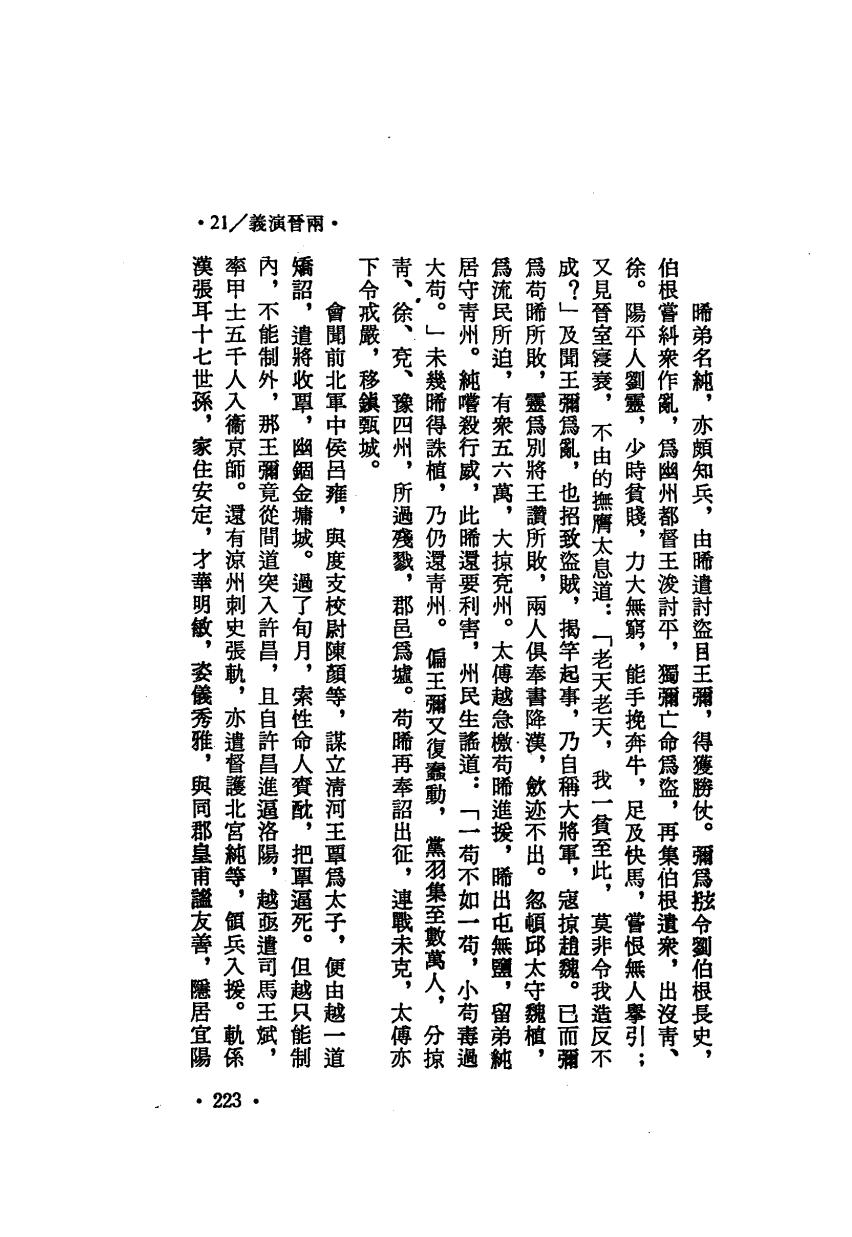 ·21／義演晉兩·
晞弟名純，亦頗知兵，由晞遣討盜目王彌，得獲勝仗。彌爲㡉令劉伯根長史，
伯根嘗糾衆作亂，爲幽州都督王浚討平，獨彌亡命爲盜，再集伯根遺衆，出沒靑、
徐。陽平人劉靈，少時貧賤，力大無窮，能手挽奔牛，足及快馬，嘗恨無人擧引；
又見晉室寖衰，不由的撫膺太息道：「老天老天，我一貧至此，莫非令我造反不
成？」及聞王彌爲亂，也招致盜賊，揭竿起事，乃自稱大將軍，寇掠趙魏。已而彌
爲苟晞所敗，靈爲別將王讚所敗，兩人俱奉書降漢，斂迹不出。忽頓邱太守魏植，
爲流民所迫，有衆五六萬，大掠兗州。太傅越急檄苟晞進援，晞出屯無鹽，留弟純
居守靑州。純嗜殺行威，此晞還要利害，州民生謠道：「一苟不如一苟，小苟毒過
大苟。」未幾晞得誅植，乃仍還靑州。偏王彌又復蠢動，黨羽集至數萬人，分掠
靑、徐、兗、豫四州，所過殘戮，郡邑爲墟。苟晞再奉詔出征，連戰未克，太傅亦
下令戒嚴，移鎭甄城。
會聞前北軍中侯呂雍，與度支校尉陳顏等，謀立淸河王覃爲太子，便由越一道
矯詔，遣將收覃，幽錮金墉城。過了旬月，索性命人賫酖，把覃逼死。但越只能制
內，不能制外，那王彌竟從間道突入許昌，且自許昌進逼洛陽，越亟遣司馬王斌，
率甲士五千人入衞京師。還有涼州刺史張軌，亦遣督護北宮純等，領兵入援。軌係
漢張耳十七世孫，家住安定，才華明敏，姿儀秀雅，與同郡皇甫謐友善，隱居宜陽
·223·